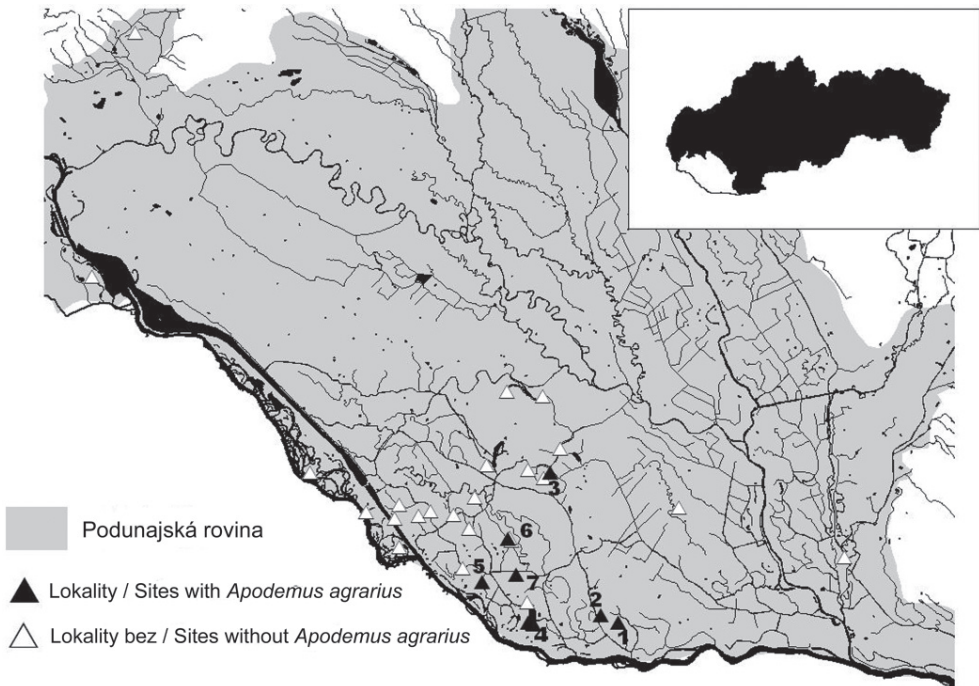 3
6
5
7
2
4
1
Podunajská rovina
Lokality / Sites with Apodemus agrarius
Lokality bez / Sites without Apodemus agrarius